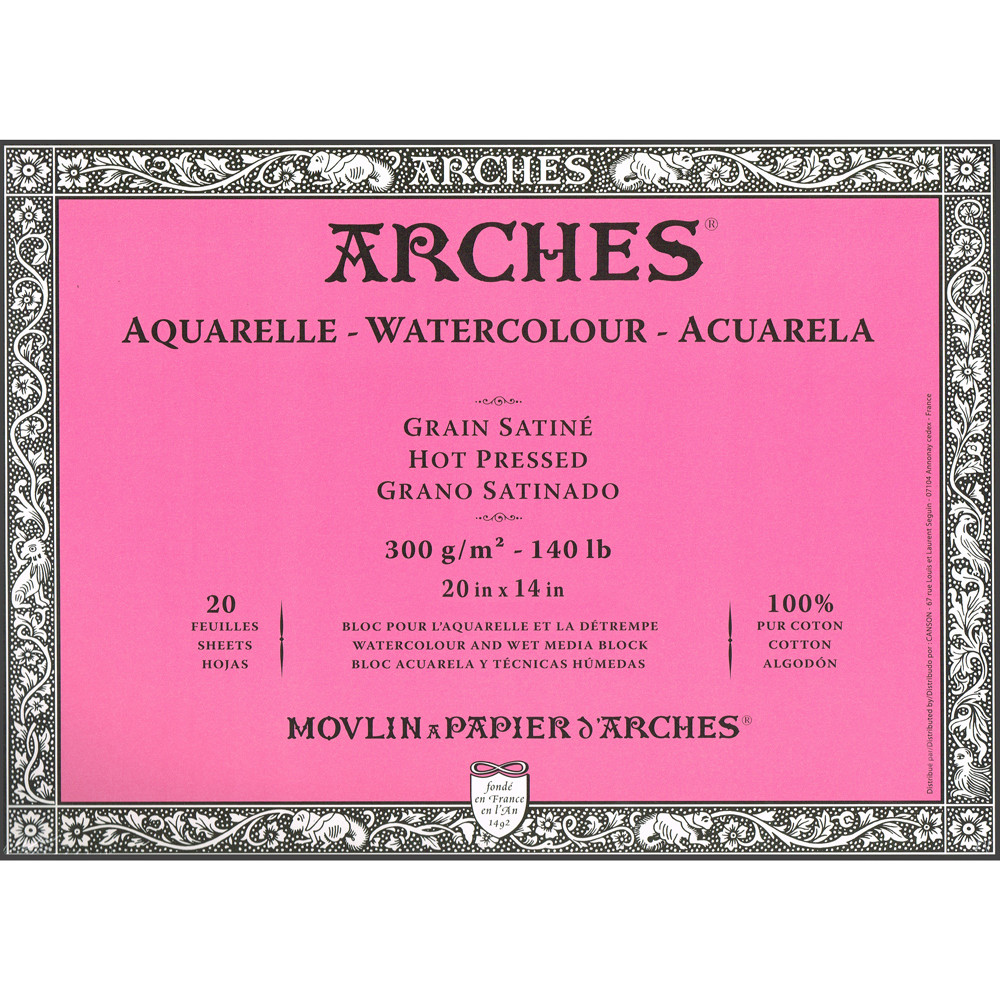 ARCHES
ARCHES®
AQUARELLE - WATERCOLOUR - ACUARELA
GRAIN SATINÉ
HOT PRESSED
GRANO SATINADO
300 g/m² - 140 lb
20 in x 14 in
20
FEUILLES
SHEETS
HOJAS
BLOC POUR L'AQUARELLE ET LA DÉTREMPE
WATERCOLOUR AND WET MEDIA BLOCK
BLOC ACUARELA Y TÉCNICAS HÚMEDAS
100%
PUR COTON
COTTON
ALGODÓN
MOVLIN A PAPIER d'ARCHES®
fondé
en France
en l'An
1492
Distribué par/Distributed by/Distribudo por : CANSON - 67 rue Louis et Laurent Seguin - 07104 Annonay cedex - France